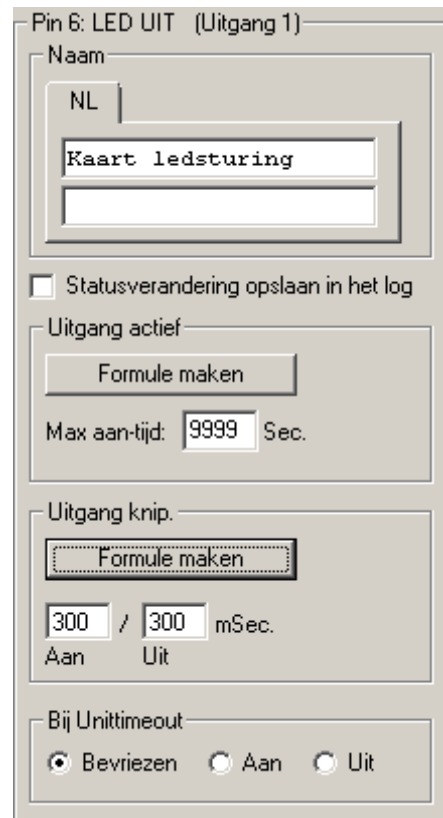 Pin 6: LED UIT (Uitgang 1)
Naam
NL
Kaart ledsturing
Statusverandering opslaan in het log
Uitgang actief
Formule maken
Max aan-tijd: 9999 Sec.
Uitgang knip.
Formule maken
300 / 300 mSec.
Aan Uit
Bij Unittimeout
Bevriezen Aan Uit